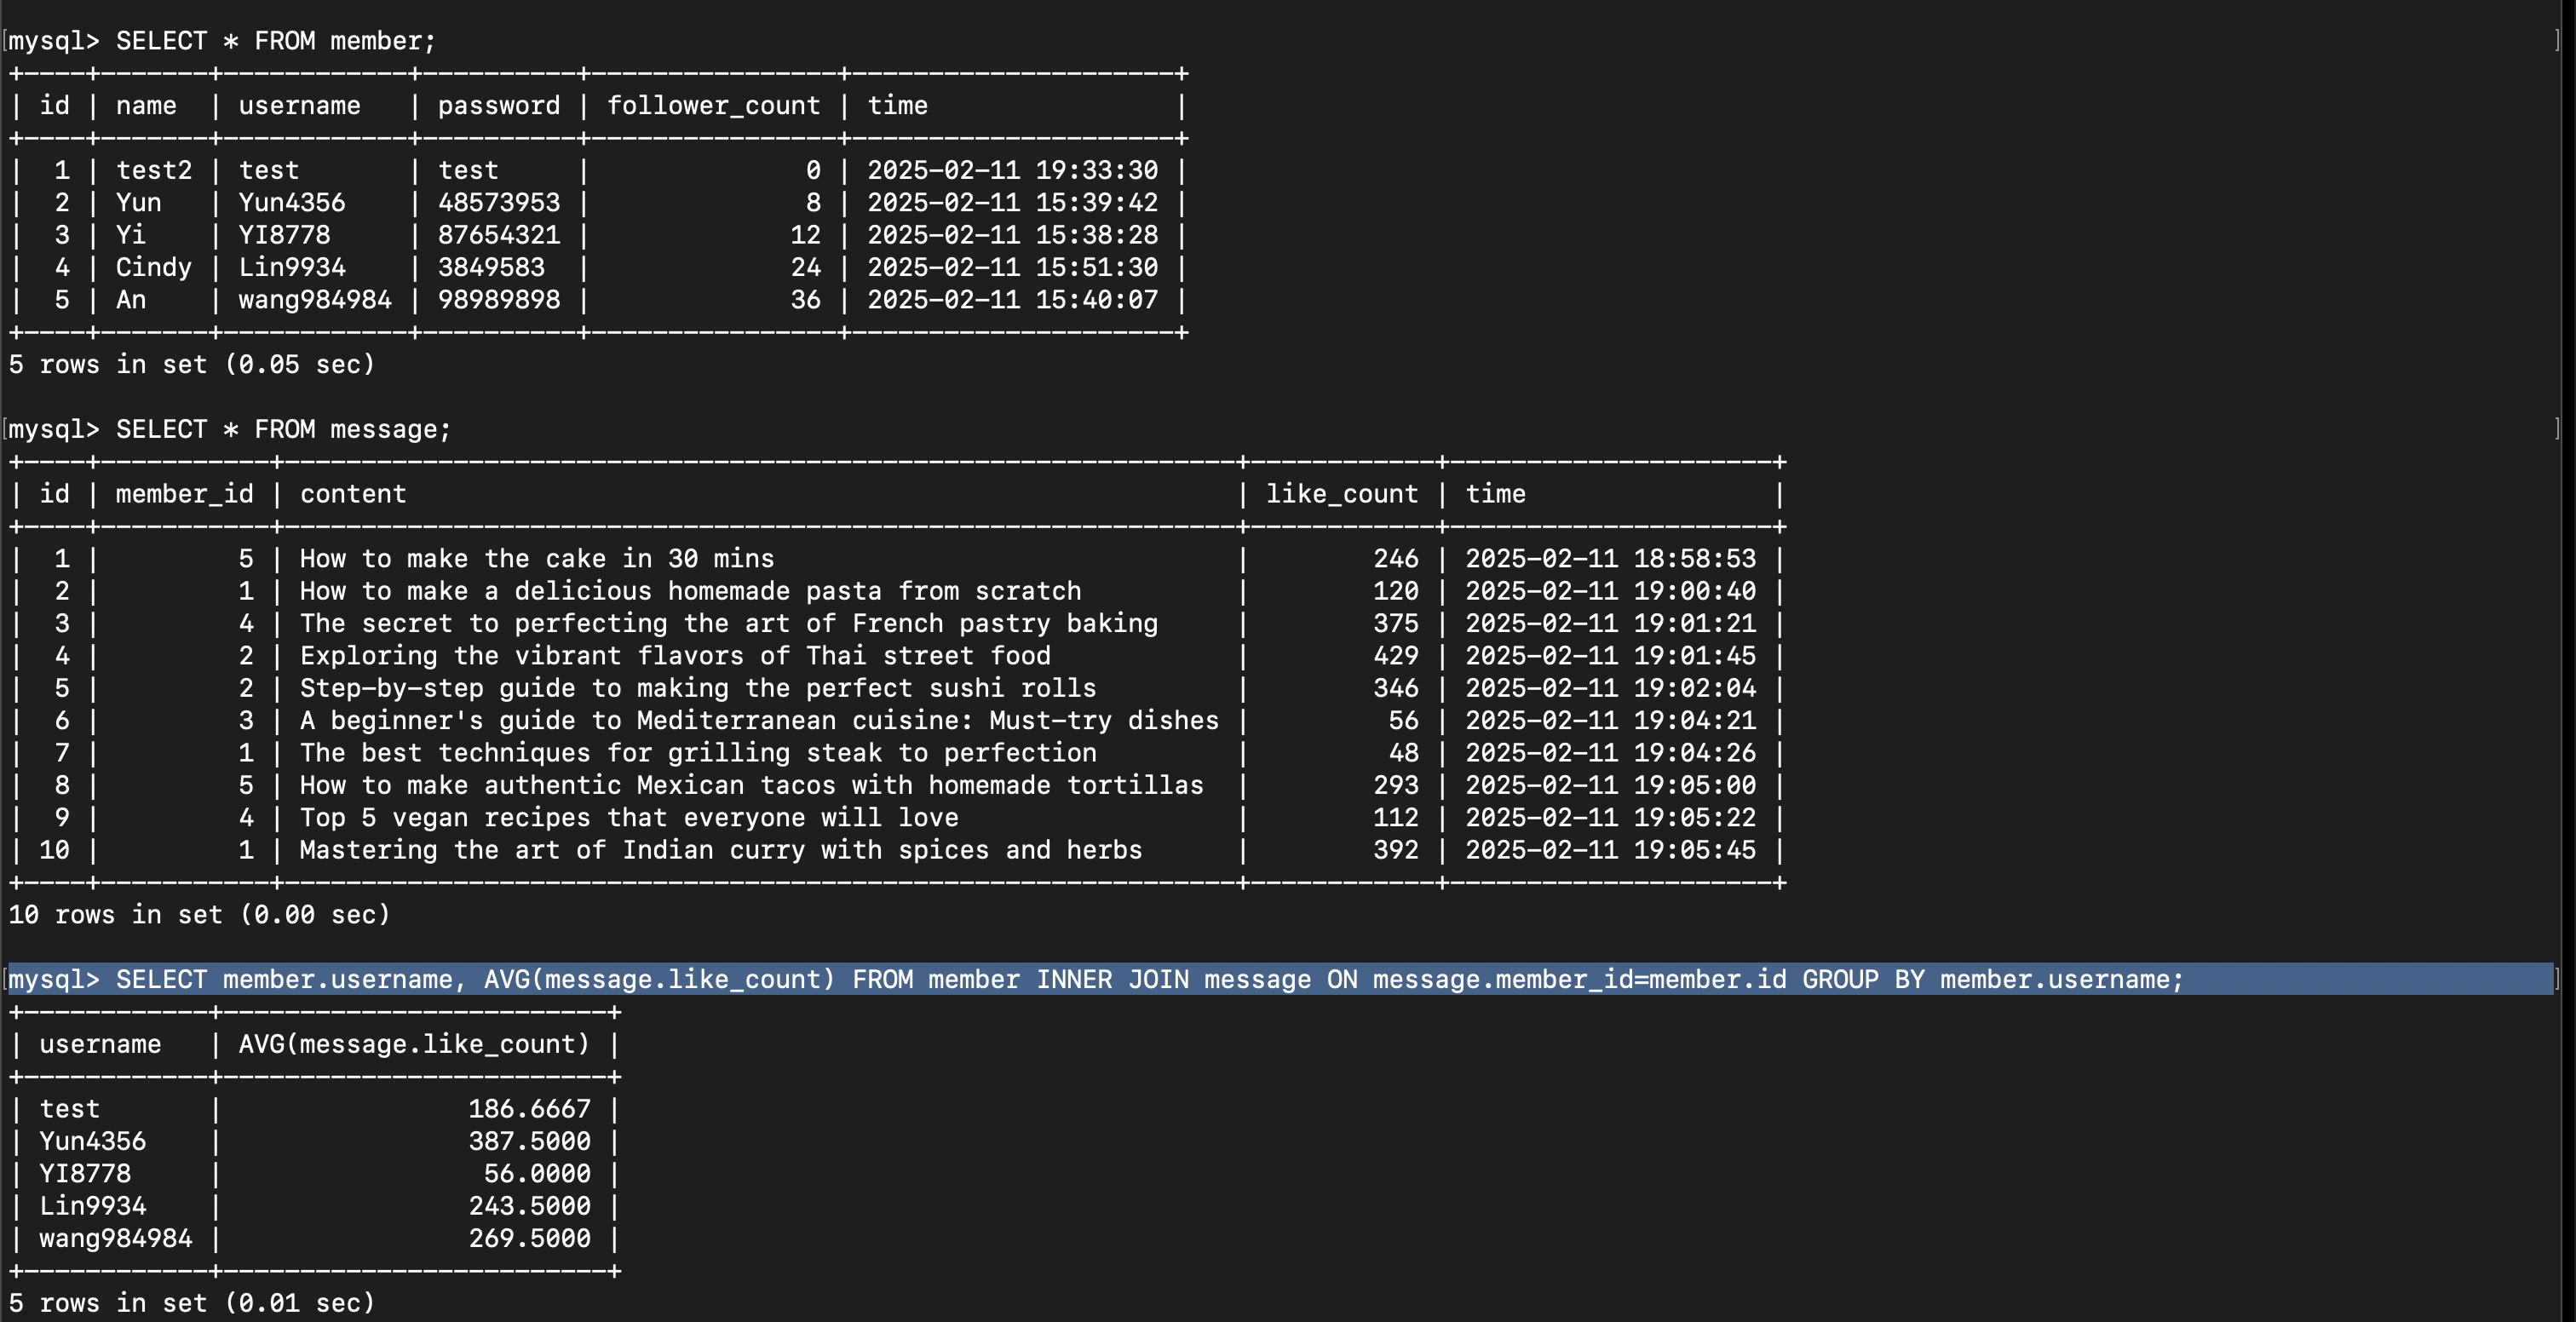 mysql> SELECT * FROM member;
+----+-------+------------+----------+----------------+---------------------+
| id | name  | username   | password | follower_count | time                |
+----+-------+------------+----------+----------------+---------------------+
|  1 | test2 | test       | test     |              0 | 2025-02-11 19:33:30 |
|  2 | Yun   | Yun4356    | 48573953 |              8 | 2025-02-11 15:39:42 |
|  3 | Yi    | YI8778     | 87654321 |             12 | 2025-02-11 15:38:28 |
|  4 | Cindy | Lin9934    | 3849583  |             24 | 2025-02-11 15:51:30 |
|  5 | An    | wang984984 | 98989898 |             36 | 2025-02-11 15:40:07 |
+----+-------+------------+----------+----------------+---------------------+
5 rows in set (0.05 sec)
mysql> SELECT * FROM message;
+----+-----------+--------------------------------------------------------------+------------+---------------------+
| id | member_id | content                                                      | like_count | time                |
+----+-----------+--------------------------------------------------------------+------------+---------------------+
|  1 |         5 | How to make the cake in 30 mins                              |        246 | 2025-02-11 18:58:53 |
|  2 |         1 | How to make a delicious homemade pasta from scratch          |        120 | 2025-02-11 19:00:40 |
|  3 |         4 | The secret to perfecting the art of French pastry baking     |        375 | 2025-02-11 19:01:21 |
|  4 |         2 | Exploring the vibrant flavors of Thai street food            |        429 | 2025-02-11 19:01:45 |
|  5 |         2 | Step-by-step guide to making the perfect sushi rolls         |        346 | 2025-02-11 19:02:04 |
|  6 |         3 | A beginner's guide to Mediterranean cuisine: Must-try dishes |         56 | 2025-02-11 19:04:21 |
|  7 |         1 | The best techniques for grilling steak to perfection         |         48 | 2025-02-11 19:04:26 |
|  8 |         5 | How to make authentic Mexican tacos with homemade tortillas  |        293 | 2025-02-11 19:05:00 |
|  9 |         4 | Top 5 vegan recipes that everyone will love                  |        112 | 2025-02-11 19:05:22 |
| 10 |         1 | Mastering the art of Indian curry with spices and herbs      |        392 | 2025-02-11 19:05:45 |
+----+-----------+--------------------------------------------------------------+------------+---------------------+
10 rows in set (0.00 sec)
mysql> SELECT member.username, AVG(message.like_count) FROM member INNER JOIN message ON message.member_id=member.id GROUP BY member.username;
+------------+-------------------------+
| username   | AVG(message.like_count) |
+------------+-------------------------+
| test       |                186.6667 |
| Yun4356    |                387.5000 |
| YI8778     |                 56.0000 |
| Lin9934    |                243.5000 |
| wang984984 |                269.5000 |
+------------+-------------------------+
5 rows in set (0.01 sec)